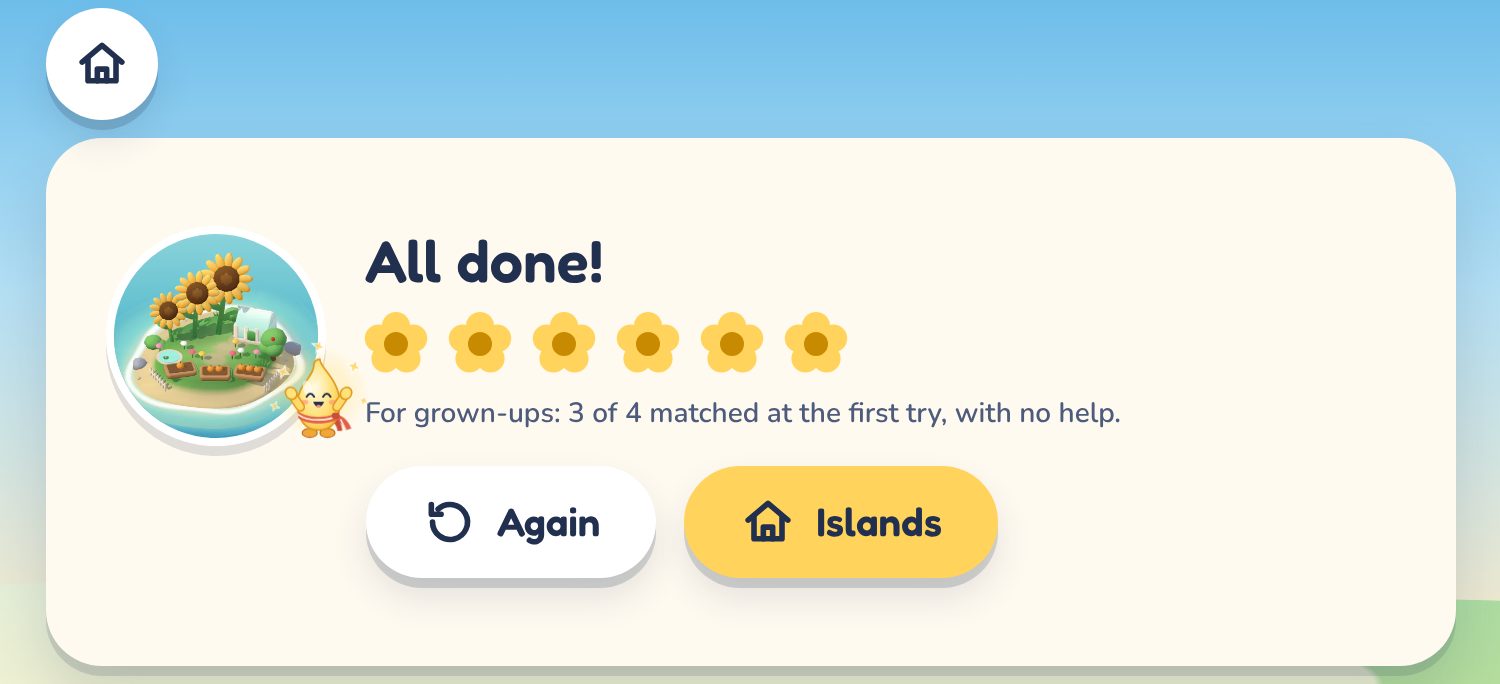 All done!
For grown-ups: 3 of 4 matched at the first try, with no help.
Again
Islands